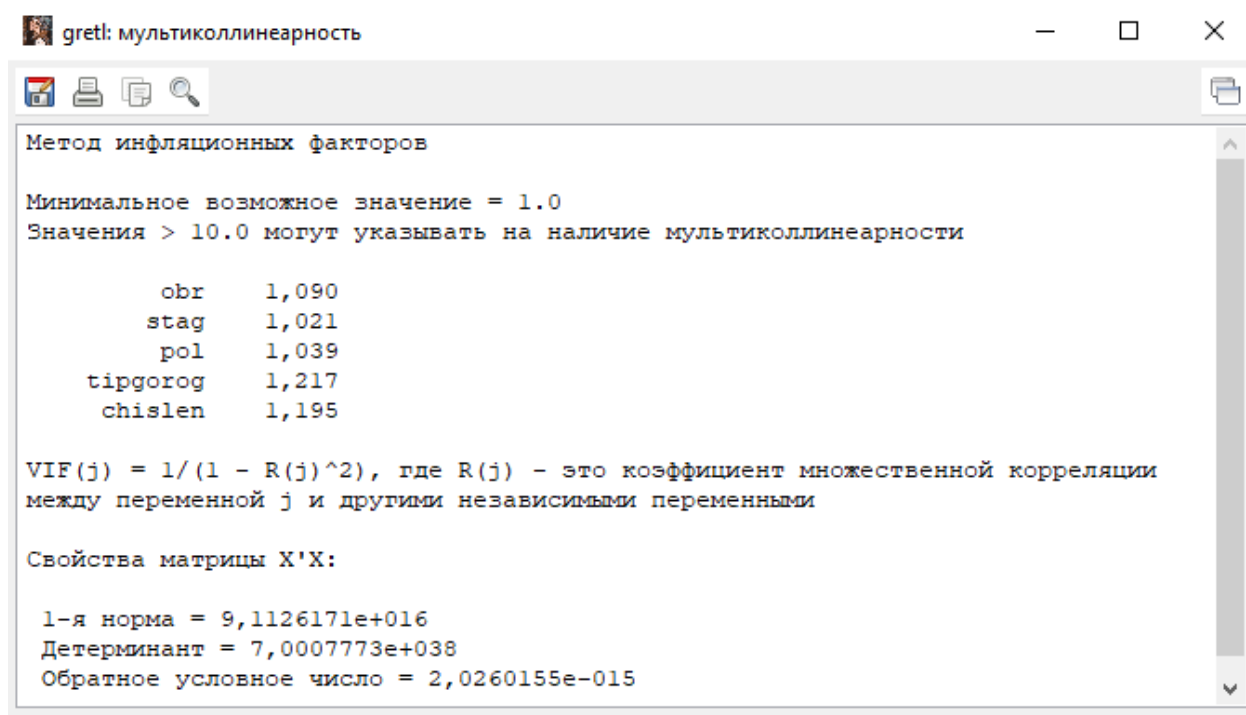 gretl: мультиколлинеарность
Метод инфляционных факторов
Минимальное возможное значение = 1.0
Значения > 10.0 могут указывать на наличие мультиколлинеарности
obr 1,090
stag 1,021
pol 1,039
tipgorog 1,217
chislen 1,195
VIF(j) = 1/(1 - R(j)^2), где R(j) - это коэффициент множественной корреляции
между переменной j и другими независимыми переменными
Свойства матрицы X'X:
1-я норма = 9,1126171e+016
Детерминант = 7,0007773e+038
Обратное условное число = 2,0260155e-015